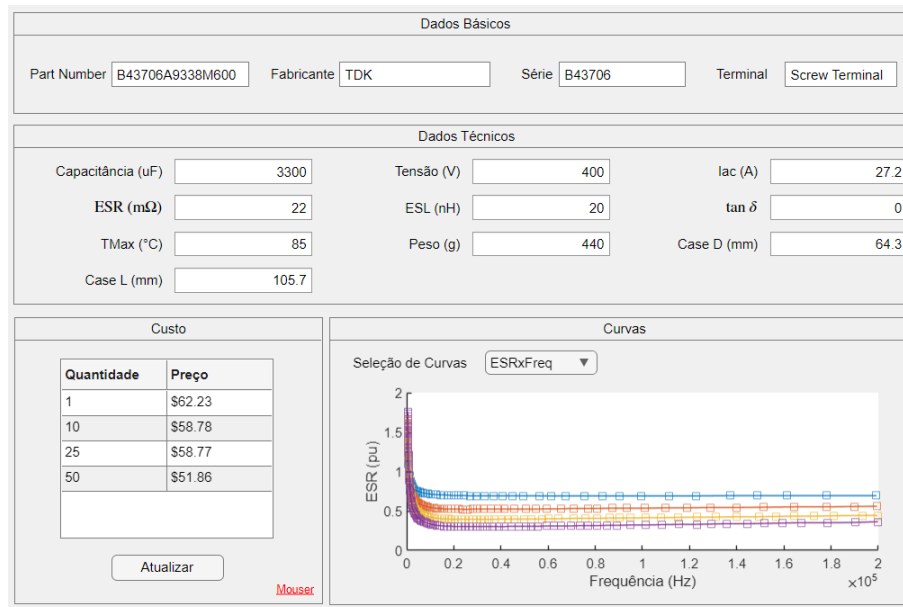 Dados Básicos
Part Number B43706A9338M600 Fabricante TDK Série B43706 Terminal Screw Terminal
Dados Técnicos
Capacitância (uF) 3300 Tensão (V) 400 Iac (A) 27.2
ESR (mΩ) 22 ESL (nH) 20 tan δ 0
TMax (°C) 85 Peso (g) 440 Case D (mm) 64.3
Case L (mm) 105.7
Custo
Quantidade Preço
1 $62.23
10 $58.78
25 $58.77
50 $51.86
Atualizar
Mouser
Curvas
Seleção de Curvas ESRxFreq
2
1.5
1
0.5
0
ESR (pu)
0 0.2 0.4 0.6 0.8 1 1.2 1.4 1.6 1.8 2
Frequência (Hz) ×10⁵